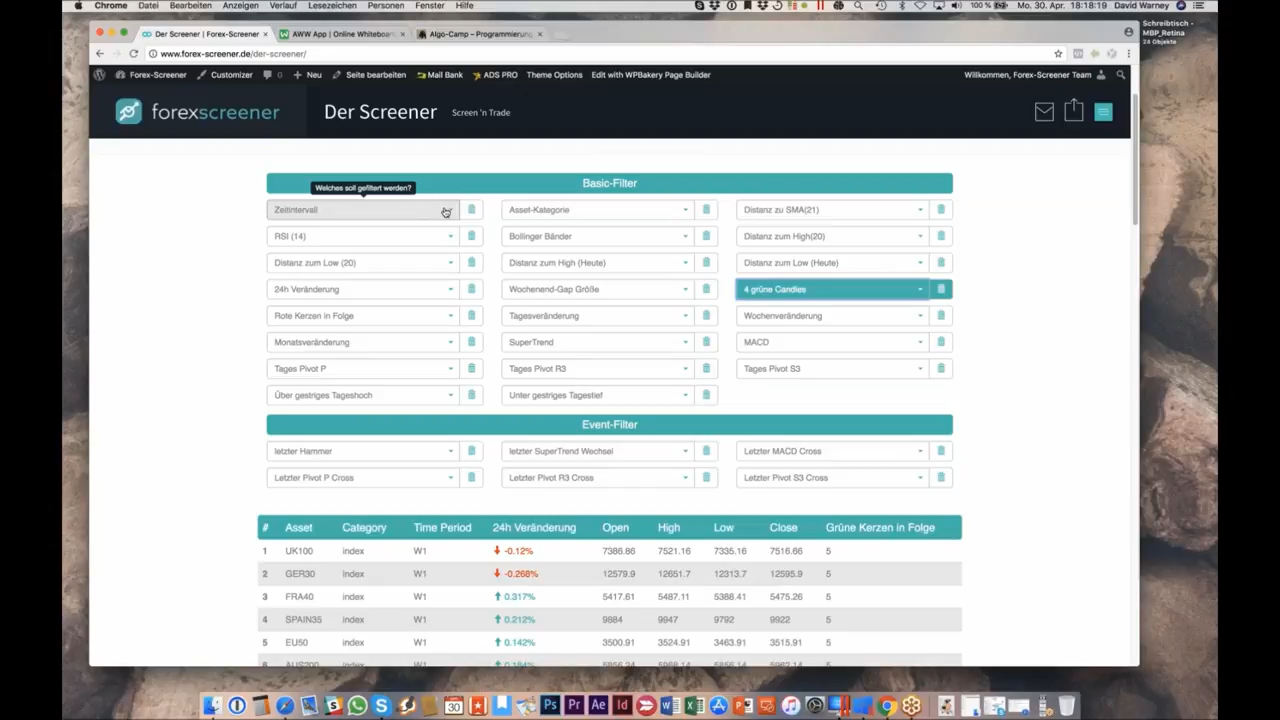 Chrome Datei Bearbeiten Anzeigen Verlauf Lesezeichen Personen Fenster Hilfe 100 % Mo. 30. Apr. 18:18:19 David Warney
Schreibtisch - MBP_Retina
24 Objekte
Der Screener | Forex-Screener × AWW App | Online Whiteboar × Algo-Camp – Programmierung ×
www.forex-screener.de/der-screener/
Forex-Screener Customizer Neu Seite bearbeiten Mail Bank ADS PRO Theme Options Edit with WPBakery Page Builder Willkommen, Forex-Screener Team
forexscreener Der Screener Screen 'n Trade
Basic-Filter
Welches soll gefiltert werden?
Zeitintervall Asset-Kategorie Distanz zu SMA(21)
RSI (14) Bollinger Bänder Distanz zum High(20)
Distanz zum Low (20) Distanz zum High (Heute) Distanz zum Low (Heute)
24h Veränderung Wochenend-Gap Größe 4 grüne Candles
Rote Kerzen in Folge Tagesveränderung Wochenveränderung
Monatsveränderung SuperTrend MACD
Tages Pivot P Tages Pivot R3 Tages Pivot S3
Über gestriges Tageshoch Unter gestriges Tagestief
Event-Filter
letzter Hammer letzter SuperTrend Wechsel Letzter MACD Cross
Letzter Pivot P Cross Letzter Pivot R3 Cross Letzter Pivot S3 Cross
# Asset Category Time Period 24h Veränderung Open High Low Close Grüne Kerzen in Folge
1 UK100 index W1 -0.12% 7386.86 7521.16 7335.16 7516.66 5
2 GER30 index W1 -0.268% 12579.9 12651.7 12313.7 12595.9 5
3 FRA40 index W1 0.317% 5417.61 5487.11 5388.41 5475.26 5
4 SPAIN35 index W1 0.212% 9884 9947 9792 9922 5
5 EU50 index W1 0.142% 3500.91 3524.91 3463.91 3515.91 5
30
Ps Pr Ae Id